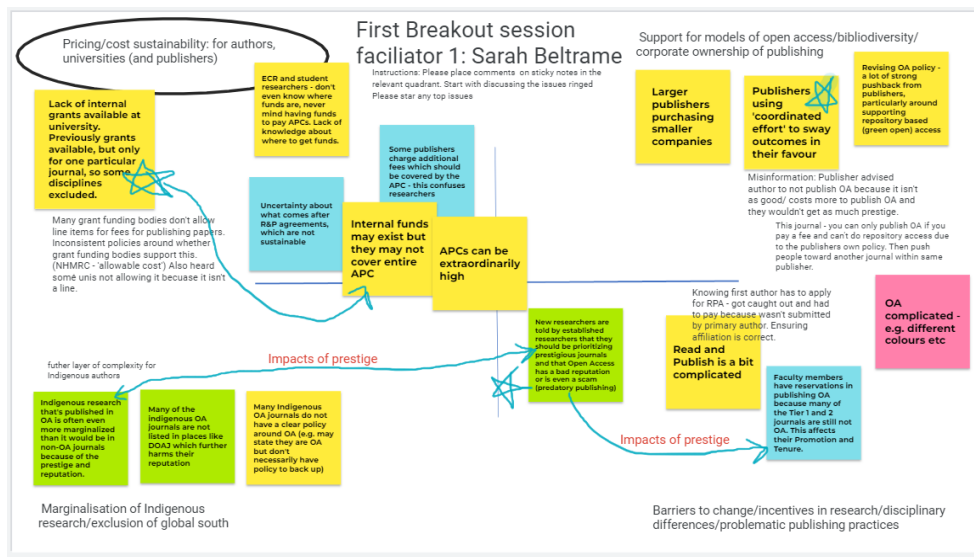 First Breakout session
faciliator 1: Sarah Beltrame
Instructions: Please place comments on sticky notes in the
relevant quadrant. Start with discussing the issues ringed
Please star any top issues
Pricing/cost sustainability: for authors,
universities (and publishers)
Lack of internal
grants available at
university.
Previously grants
available, but only
for one particular
journal, so some
disciplines
excluded.
ECR and student
researchers - don't
even know where
funds are, never
mind having funds
to pay APCs. Lack of
knowledge about
where to get funds.
Some publishers
charge additional
fees which should
be covered by the
APC - this confuses
researchers
Uncertainty about
what comes after
R&P agreements,
which are not
sustainable
Internal funds
may exist but
they may not
cover entire
APC
APCs can be
extraordinarily
high
Many grant funding bodies don't allow
line items for fees for publishing papers.
Inconsistent policies around whether
grant funding bodies support this.
(NHMRC - 'allowable cost') Also heard
some unis not allowing it becuase it isn't
a line.
Support for models of open access/bibliodiversity/
corporate ownership of publishing
Larger
publishers
purchasing
smaller
companies
Publishers
using
'coordinated
effort' to sway
outcomes in
their favour
Revising OA policy -
a lot of strong
pushback from
publishers,
particularly around
supporting
repository based
(green open) access
Misinformation: Publisher advised
author to not publish OA because it isn't
as good/ costs more to publish OA and
they wouldn't get as much prestige.
This journal - you can only publish OA if you
pay a fee and can't do repository access due
to the publishers own policy. Then push
people toward another journal within same
publisher.
Knowing first author has to apply
for RPA - got caught out and had
to pay because wasn't submitted
by primary author. Ensuring
affiliation is correct.
OA
complicated -
e.g. different
colours etc
Read and
Publish is a bit
complicated
New researchers are
told by established
researchers that they
should be prioritizing
prestigious journals
and that Open Access
has a bad reputation
or is even a scam
(predatory publishing)
Faculty members
have reservations in
publishing OA
because many of
the Tier 1 and 2
journals are still not
OA. This affects
their Promotion and
Tenure.
Impacts of prestige
Impacts of prestige
futher layer of complexity for
Indigenous authors
Indigenous research
that's published in
OA is often even
more marginalized
than it would be in
non-OA journals
because of the
prestige and
reputation.
Many of the
indigenous OA
journals are not
listed in places like
DOAJ which further
harms their
reputation
Many Indigenous
OA journals do not
have a clear policy
around OA (e.g. may
state they are OA
but don't
necessarily have
policy to back up)
Marginalisation of Indigenous
research/exclusion of global south
Barriers to change/incentives in research/disciplinary
differences/problematic publishing practices